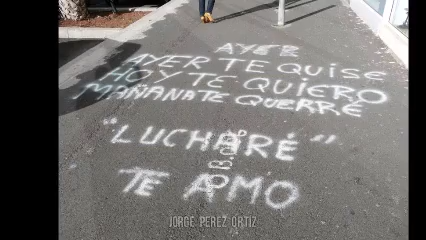 AYER
AYER TE QUISE
HOY TE QUIERO
MAÑANA TE QUERRÉ
"LUCHARÉ"
TE AMO
JORGE PEREZ ORTIZ